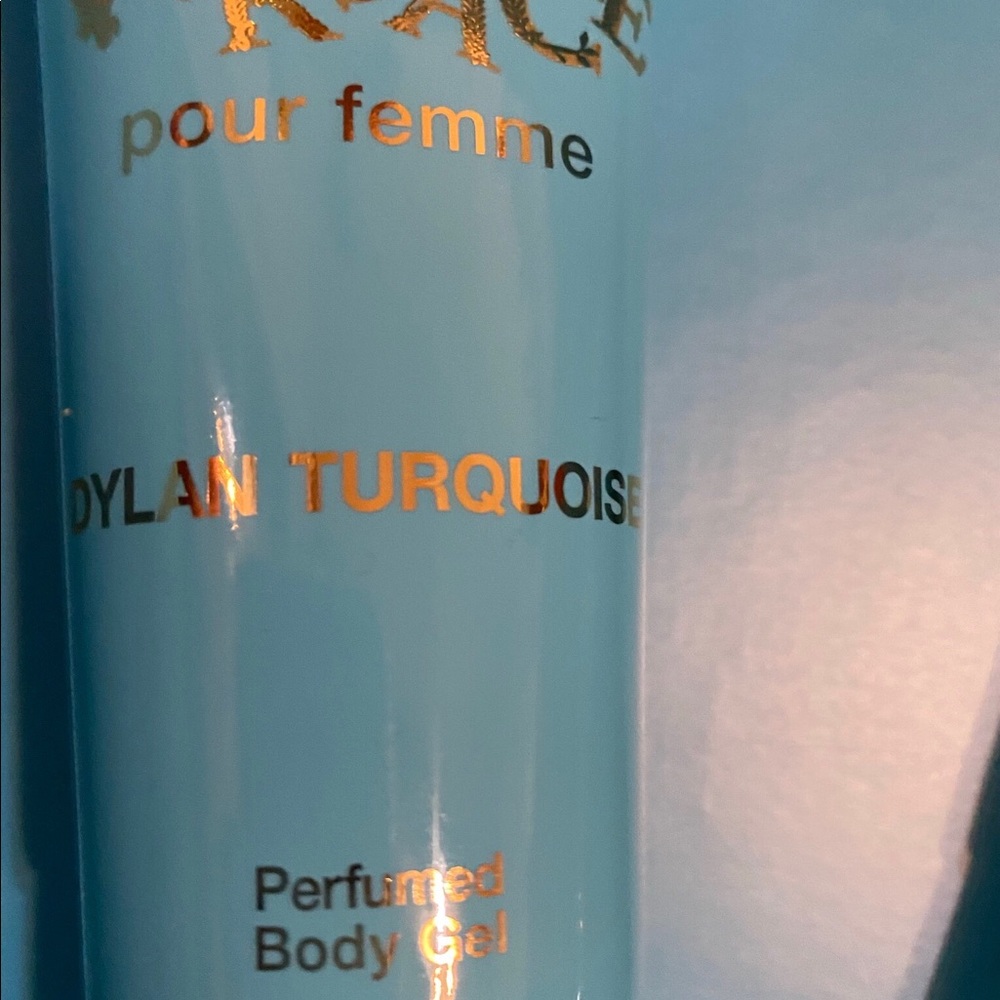 pour femme
DYLAN TURQUOISE
Perfumed
Body Gel